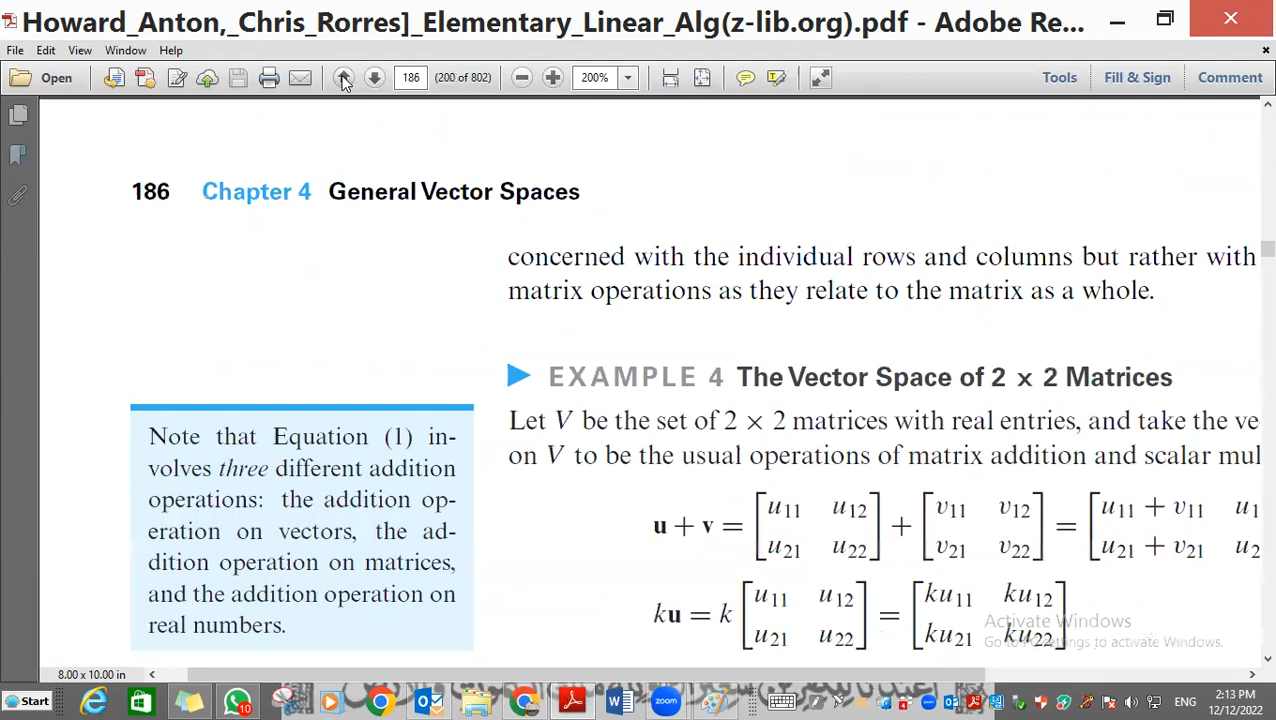 Howard_Anton,_Chris_Rorres]_Elementary_Linear_Alg(z-lib.org).pdf - Adobe Re...
File Edit View Window Help
Open 186 (200 of 802) 200% Tools Fill & Sign Comment
186 Chapter 4 General Vector Spaces
concerned with the individual rows and columns but rather with
matrix operations as they relate to the matrix as a whole.
EXAMPLE 4 The Vector Space of 2 × 2 Matrices
Let V be the set of 2 × 2 matrices with real entries, and take the ve
on V to be the usual operations of matrix addition and scalar mul
Note that Equation (1) in-
volves three different addition
operations: the addition op-
eration on vectors, the ad-
dition operation on matrices,
and the addition operation on
real numbers.
u + v = [u11 u12 u21 u22] + [v11 v12 v21 v22] = [u11 + v11 u1 u21 + v21 u2
ku = k [u11 u12 u21 u22] = [ku11 ku12 ku21 ku22]
Activate Windows
Go to PC settings to activate Windows.
8.00 x 10.00 in
Start 10 zoom ENG 2:13 PM
12/12/2022